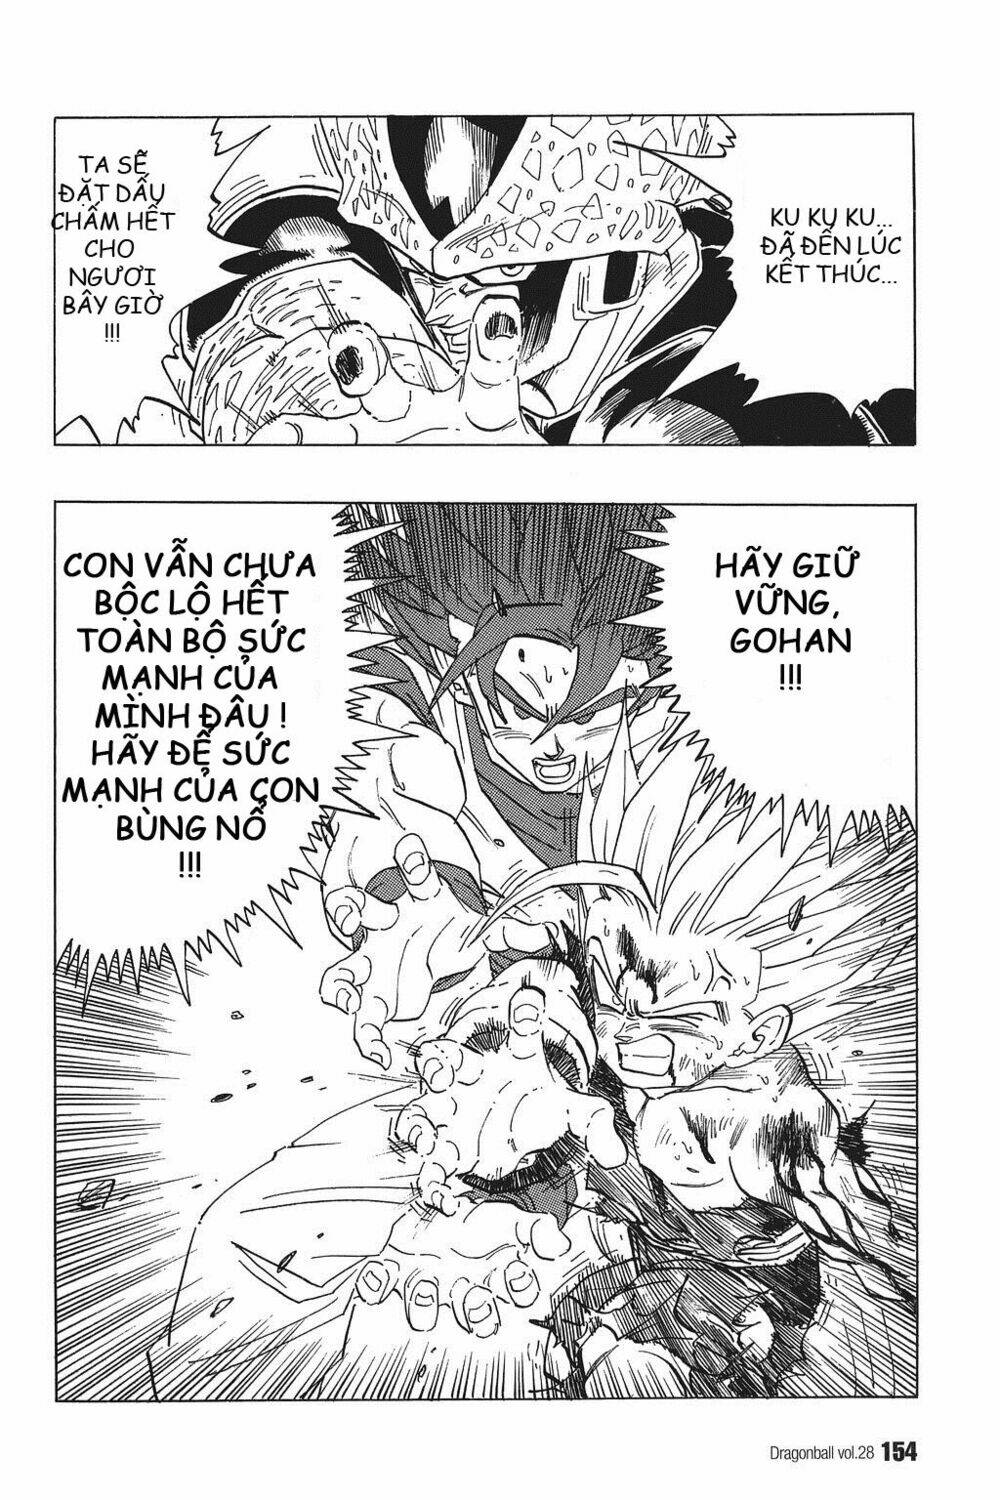 KU KU KU...
ĐÃ ĐẾN LÚC
KẾT THÚC...
TA SẼ
ĐẶT DẤU
CHẤM HẾT
CHO
NGƯƠI
BÂY GIỜ
!!!
HÃY GIỮ
VỮNG,
GOHAN
!!!
CON VẪN CHƯA
BỘC LỘ HẾT
TOÀN BỘ SỨC
MẠNH CỦA
MÌNH ĐÂU !
HÃY ĐỂ SỨC
MẠNH CỦA CON
BÙNG NỔ
!!!
Dragonball vol.28 154